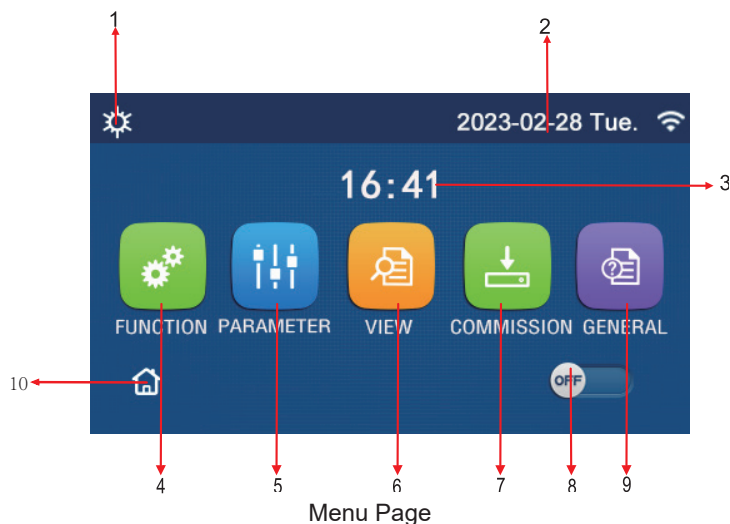 1
2
2023-02-28 Tue.
16:41
3
FUNCTION PARAMETER VIEW COMMISSION GENERAL
10
OFF
4 5 6 7 8 9
Menu Page